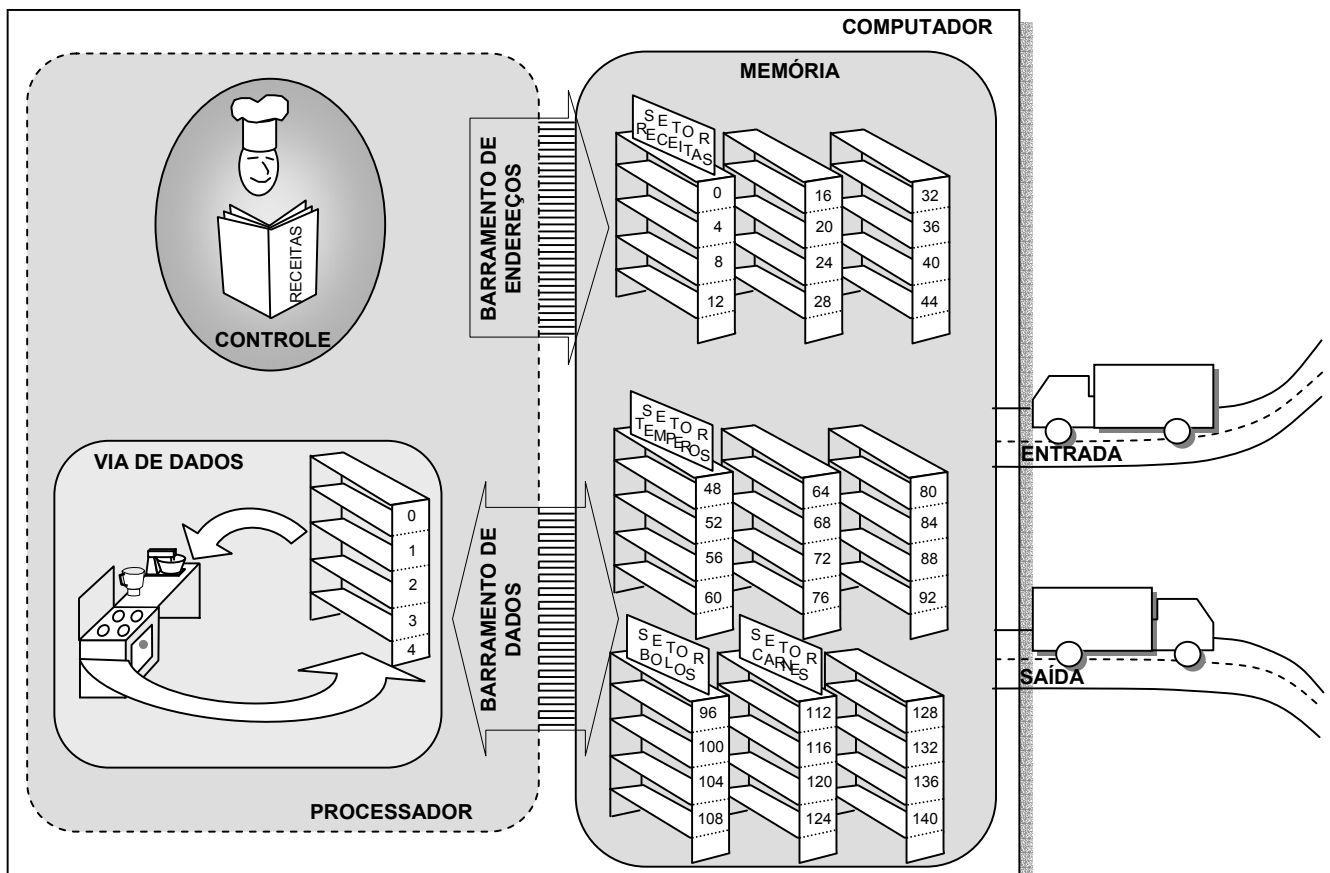 COMPUTADOR
MEMÓRIA
SETOR
RECEITAS
0
4
8
12
16
20
24
28
32
36
40
44
BARRAMENTO DE
ENDEREÇOS
RECEITAS
CONTROLE
VIA DE DADOS
0
1
2
3
4
BARRAMENTO DE
DADOS
PROCESSADOR
SETOR
TEMPEROS
48
52
56
60
64
68
72
76
80
84
88
92
SETOR
BOLOS
96
100
104
108
SETOR
CARNES
112
116
120
124
128
132
136
140
ENTRADA
SAÍDA